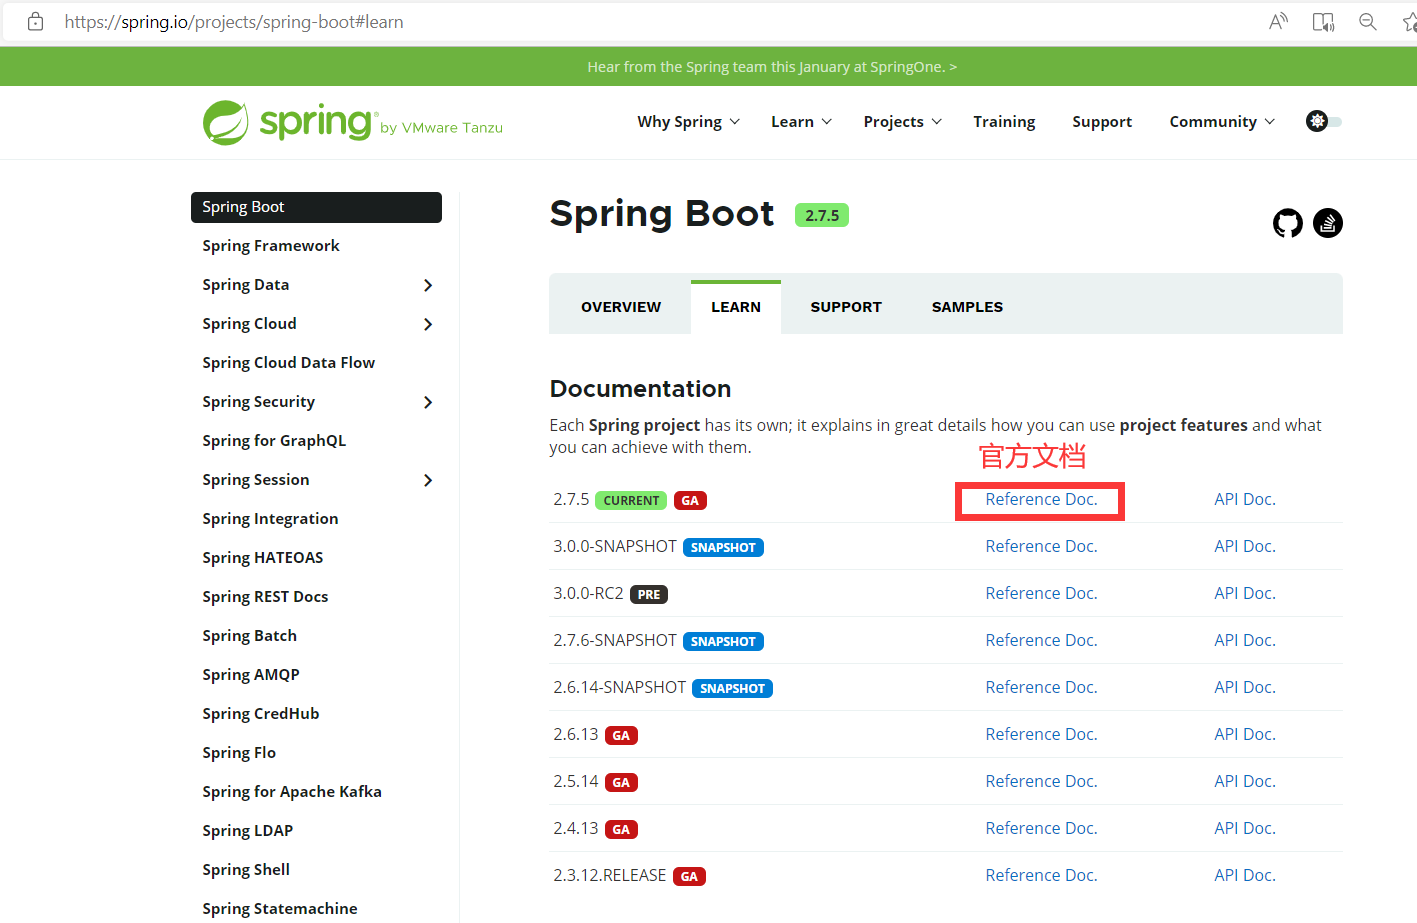 https://spring.io/projects/spring-boot#learn
Hear from the Spring team this January at SpringOne. >
spring® by VMware Tanzu
Why Spring
Learn
Projects
Training
Support
Community
Spring Boot
Spring Framework
Spring Data
Spring Cloud
Spring Cloud Data Flow
Spring Security
Spring for GraphQL
Spring Session
Spring Integration
Spring HATEOAS
Spring REST Docs
Spring Batch
Spring AMQP
Spring CredHub
Spring Flo
Spring for Apache Kafka
Spring LDAP
Spring Shell
Spring Statemachine
Spring Boot 2.7.5
OVERVIEW LEARN SUPPORT SAMPLES
Documentation
Each Spring project has its own; it explains in great details how you can use project features and what
you can achieve with them.
官方文档
2.7.5 CURRENT GA Reference Doc. API Doc.
3.0.0-SNAPSHOT SNAPSHOT Reference Doc. API Doc.
3.0.0-RC2 PRE Reference Doc. API Doc.
2.7.6-SNAPSHOT SNAPSHOT Reference Doc. API Doc.
2.6.14-SNAPSHOT SNAPSHOT Reference Doc. API Doc.
2.6.13 GA Reference Doc. API Doc.
2.5.14 GA Reference Doc. API Doc.
2.4.13 GA Reference Doc. API Doc.
2.3.12.RELEASE GA Reference Doc. API Doc.